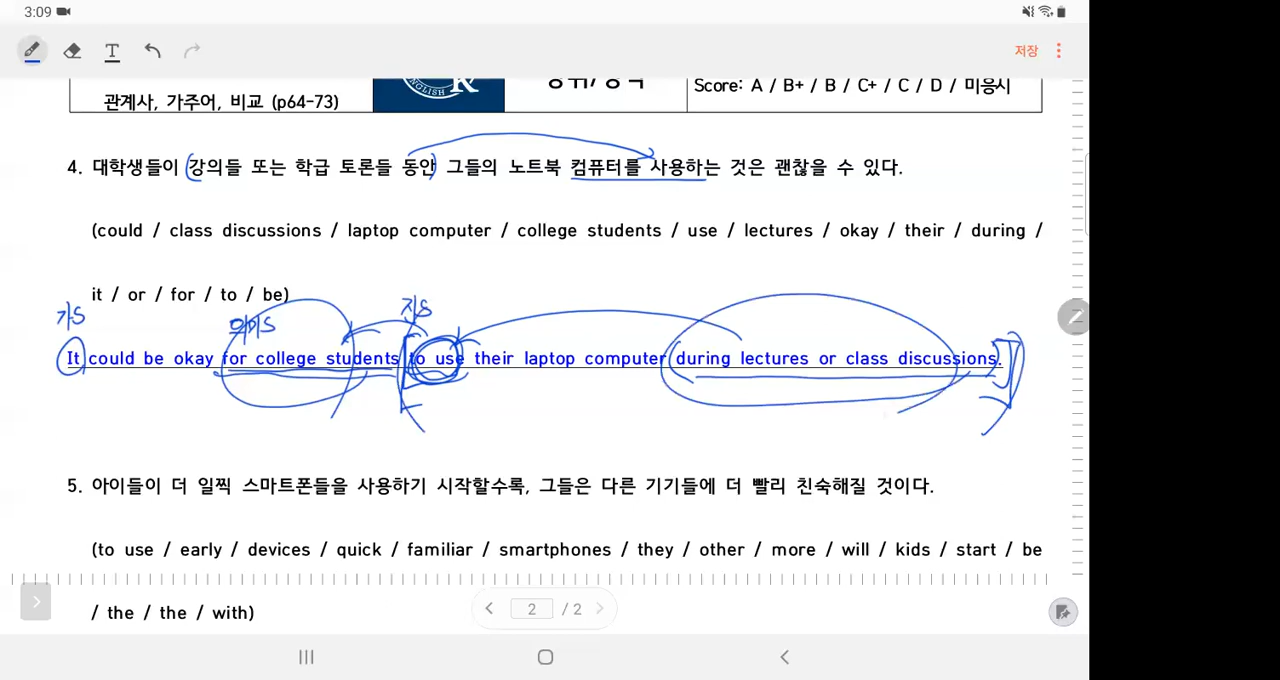 3:09
저장
관계사, 가주어, 비교 (p64-73)
ENGLISH
Score: A / B+ / B / C+ / C / D / 미응시
4. 대학생들이 강의들 또는 학급 토론들 동안 그들의 노트북 컴퓨터를 사용하는 것은 괜찮을 수 있다.
(could / class discussions / laptop computer / college students / use / lectures / okay / their / during /
it / or / for / to / be)
가S
의미S
진S
It could be okay for college students to use their laptop computer during lectures or class discussions.
5. 아이들이 더 일찍 스마트폰들을 사용하기 시작할수록, 그들은 다른 기기들에 더 빨리 친숙해질 것이다.
(to use / early / devices / quick / familiar / smartphones / they / other / more / will / kids / start / be
/ the / the / with)
2 / 2